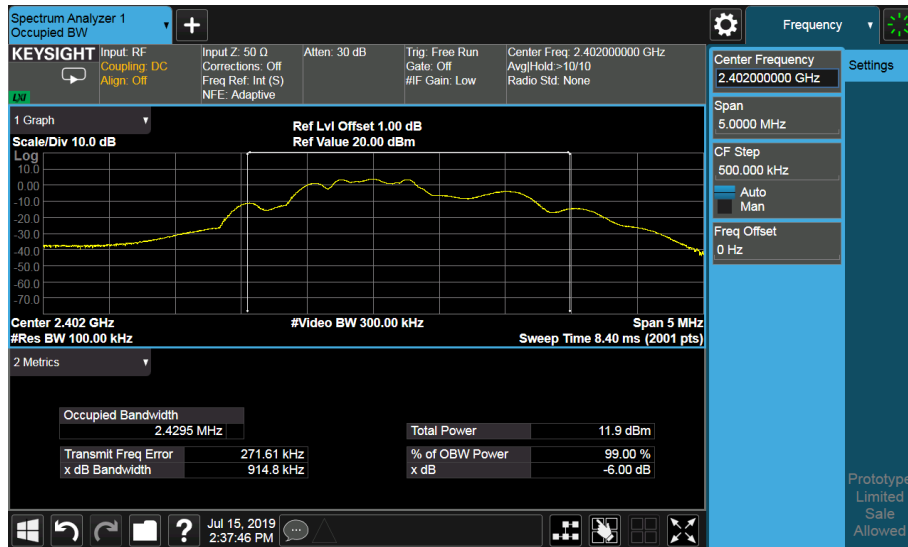 Spectrum Analyzer 1
Occupied BW
Frequency
KEYSIGHT
LXI
Input: RF
Coupling: DC
Align: Off
Input Z: 50 Ω
Corrections: Off
Freq Ref: Int (S)
NFE: Adaptive
Atten: 30 dB
Trig: Free Run
Gate: Off
#IF Gain: Low
Center Freq: 2.402000000 GHz
Avg|Hold:>10/10
Radio Std: None
Center Frequency
2.402000000 GHz
Settings
Span
5.0000 MHz
CF Step
500.000 kHz
Auto
Man
Freq Offset
0 Hz
1 Graph
Scale/Div 10.0 dB
Ref Lvl Offset 1.00 dB
Ref Value 20.00 dBm
Log
10.0
0.00
-10.0
-20.0
-30.0
-40.0
-50.0
-60.0
-70.0
Center 2.402 GHz
#Video BW 300.00 kHz
Span 5 MHz
#Res BW 100.00 kHz
Sweep Time 8.40 ms (2001 pts)
2 Metrics
Occupied Bandwidth
2.4295 MHz
Total Power 11.9 dBm
Transmit Freq Error 271.61 kHz
% of OBW Power 99.00 %
x dB Bandwidth 914.8 kHz
x dB -6.00 dB
Prototype
Limited
Sale
Allowed
?
Jul 15, 2019
2:37:46 PM